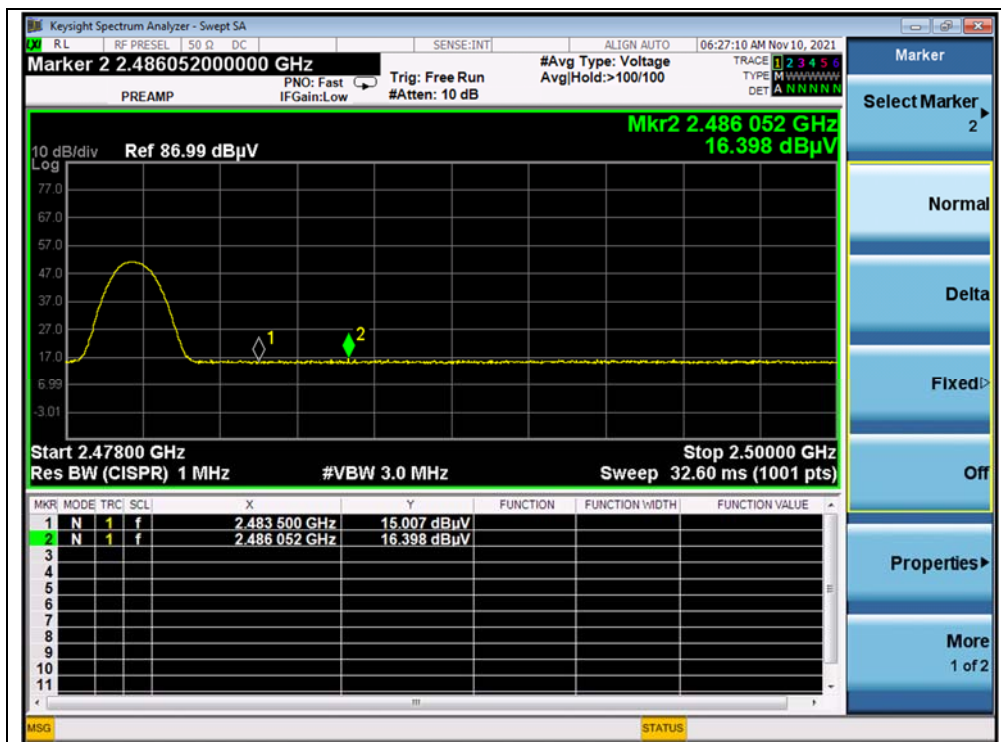 Keysight Spectrum Analyzer - Swept SA
LXI RL RF PRESEL 50 Ω DC SENSE:INT ALIGN AUTO 06:27:10 AM Nov 10, 2021
Marker 2 2.486052000000 GHz
PREAMP
PNO: Fast
IFGain:Low
Trig: Free Run
#Atten: 10 dB
#Avg Type: Voltage
Avg|Hold:>100/100
TRACE 1 2 3 4 5 6
TYPE M WWWWW
DET A N N N N N
Mkr2 2.486 052 GHz
16.398 dBµV
10 dB/div Ref 86.99 dBµV
Log
77.0
67.0
57.0
47.0
37.0
27.0
17.0
6.99
-3.01
1
2
Start 2.47800 GHz Stop 2.50000 GHz
Res BW (CISPR) 1 MHz #VBW 3.0 MHz Sweep 32.60 ms (1001 pts)
MKR MODE TRC SCL X Y FUNCTION FUNCTION WIDTH FUNCTION VALUE
1 N 1 f 2.483 500 GHz 15.007 dBµV
2 N 1 f 2.486 052 GHz 16.398 dBµV
3
4
5
6
7
8
9
10
11
MSG STATUS
Marker
Select Marker
2
Normal
Delta
Fixed
Off
Properties
More
1 of 2